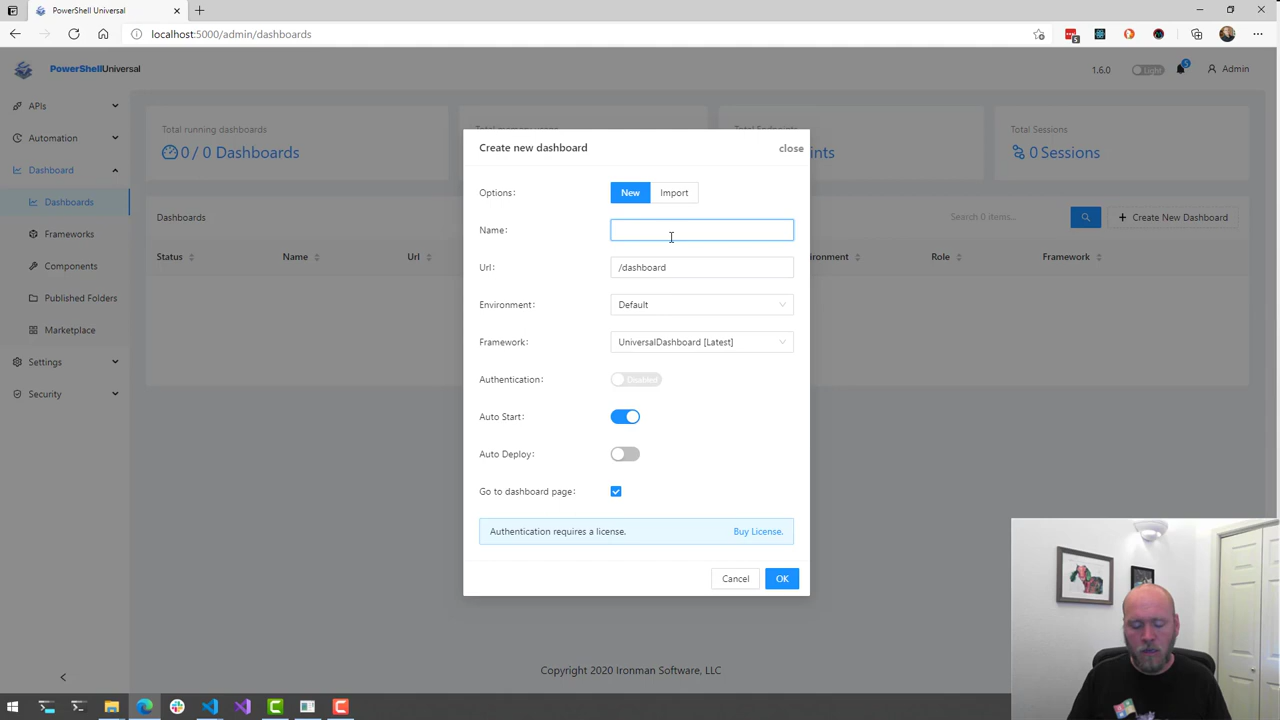 PowerShell Universal
localhost:5000/admin/dashboards
5
PowerShellUniversal
1.6.0
Light
5
Admin
APIs
Automation
Dashboard
Dashboards
Frameworks
Components
Published Folders
Marketplace
Settings
Security
Total running dashboards
0 / 0 Dashboards
Total Endpoints
Total Sessions
0 Sessions
Dashboards
Search 0 items...
Create New Dashboard
Status
Name
Url
Role
Framework
Create new dashboard
close
Options:
New
Import
Name:
Url:
/dashboard
Environment:
Default
Framework:
UniversalDashboard [Latest]
Authentication:
Disabled
Auto Start:
Auto Deploy:
Go to dashboard page:
Authentication requires a license.
Buy License.
Cancel
OK
Copyright 2020 Ironman Software, LLC